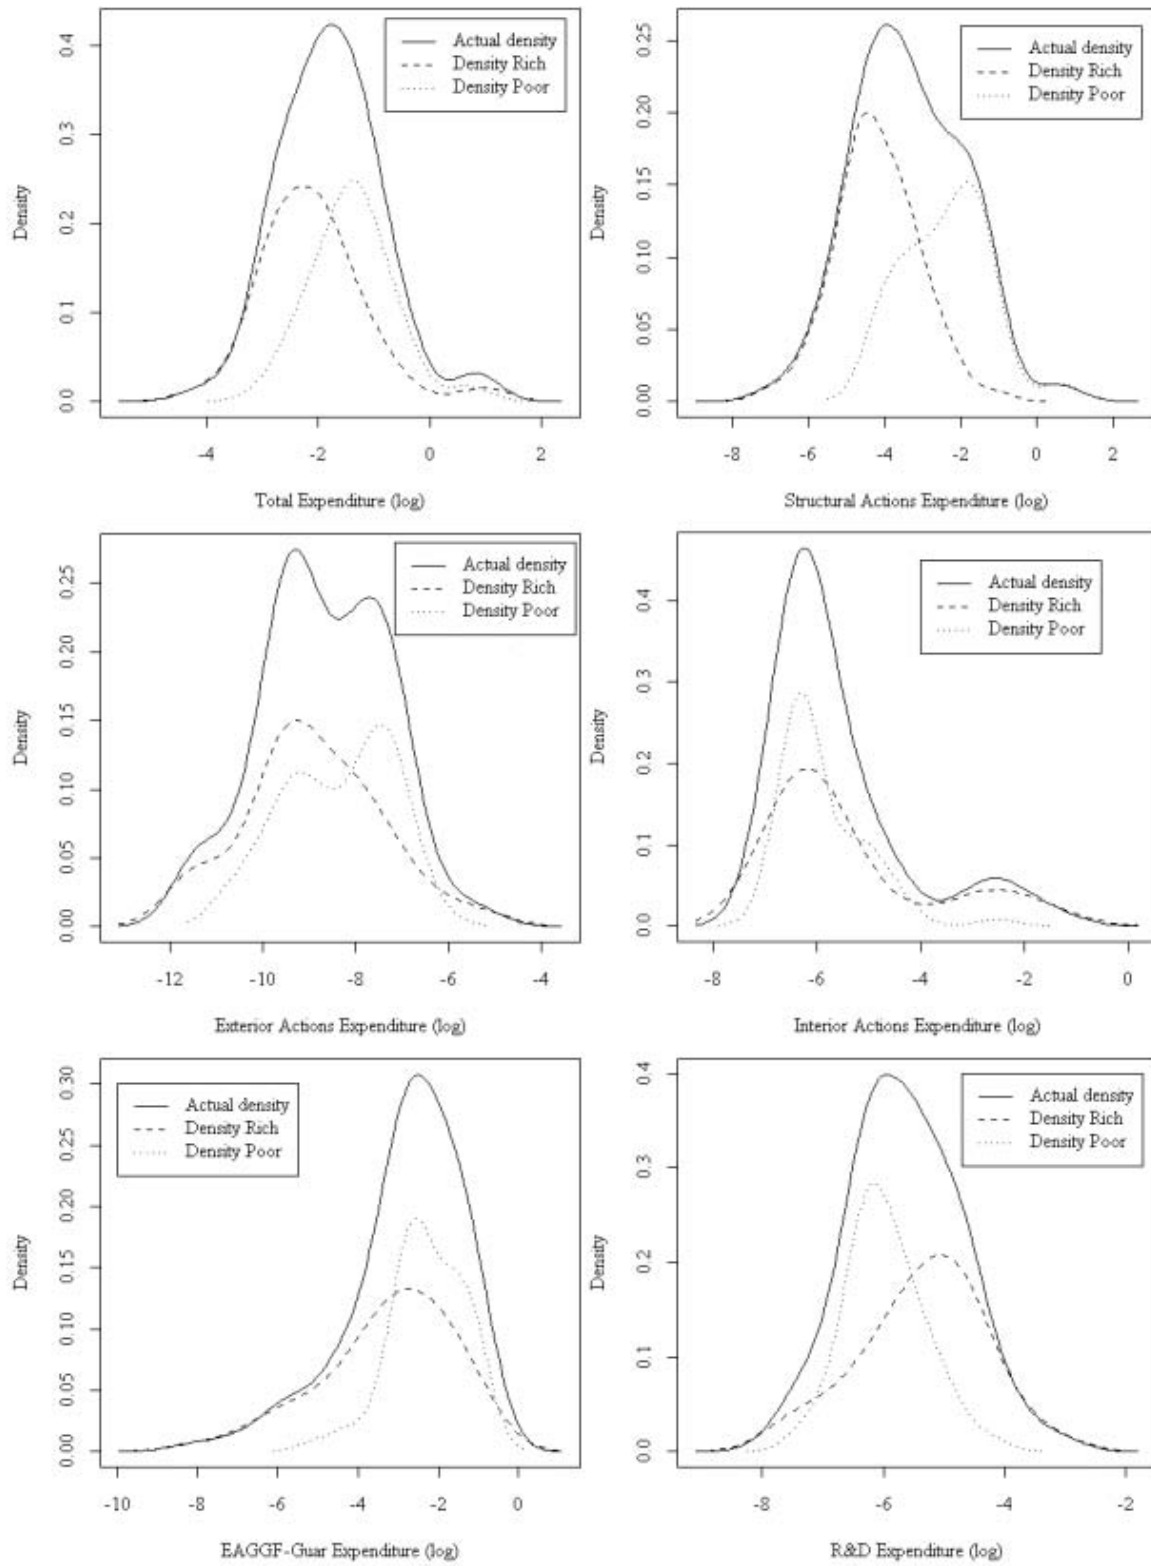 Actual density
Density Rich
Density Poor
Density
0.0 0.1 0.2 0.3 0.4
-4 -2 0 2
Total Expenditure (log)
Actual density
Density Rich
Density Poor
Density
0.00 0.05 0.10 0.15 0.20 0.25
-8 -6 -4 -2 0 2
Structural Actions Expenditure (log)
Actual density
Density Rich
Density Poor
Density
0.00 0.05 0.10 0.15 0.20 0.25
-12 -10 -8 -6 -4
Exterior Actions Expenditure (log)
Actual density
Density Rich
Density Poor
Density
0.0 0.1 0.2 0.3 0.4
-8 -6 -4 -2 0
Interior Actions Expenditure (log)
Actual density
Density Rich
Density Poor
Density
0.00 0.05 0.10 0.15 0.20 0.25 0.30
-10 -8 -6 -4 -2 0
EAGGF-Guar Expenditure (log)
Actual density
Density Rich
Density Poor
Density
0.0 0.1 0.2 0.3 0.4
-8 -6 -4 -2
R&D Expenditure (log)